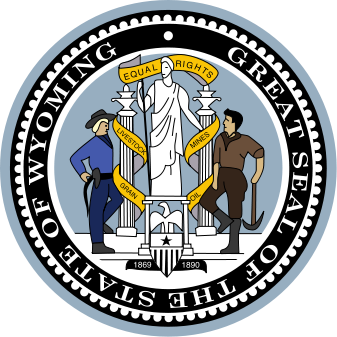 GREAT SEAL OF THE STATE OF WYOMING
EQUAL RIGHTS
LIVESTOCK
MINES
GRAIN
OIL
1869 1890